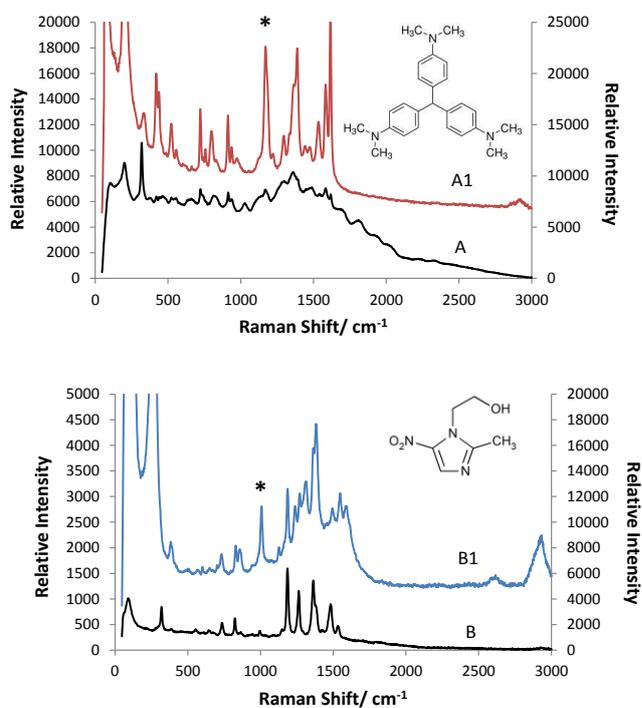 *
20000
18000
16000
14000
12000
10000
8000
6000
4000
2000
0
Relative Intensity
25000
20000
15000
10000
5000
0
Relative Intensity
H₃C N CH₃
H₃C N CH₃
CH₃ N CH₃
A1
A
0 500 1000 1500 2000 2500 3000
Raman Shift/ cm⁻¹
5000
4500
4000
3500
3000
2500
2000
1500
1000
500
0
Relative Intensity
20000
18000
16000
14000
12000
10000
8000
6000
4000
2000
0
Relative Intensity
OH
O₂N N CH₃
N
*
B1
B
0 500 1000 1500 2000 2500 3000
Raman Shift/ cm⁻¹